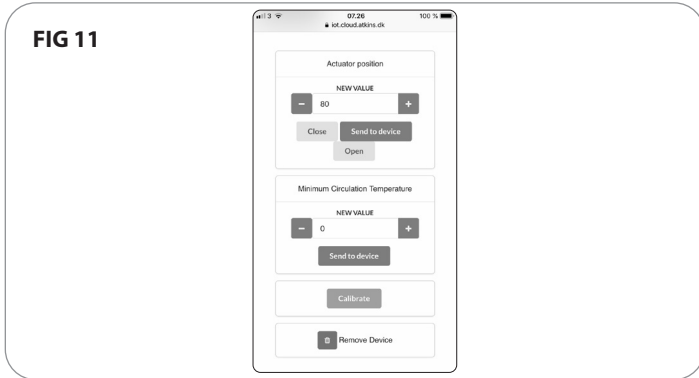 FIG 11
3 07.26 100 %
iot.cloud.atkins.dk
Actuator position
NEW VALUE
− 80 +
Close Send to device
Open
Minimum Circulation Temperature
NEW VALUE
− 0 +
Send to device
Calibrate
Remove Device